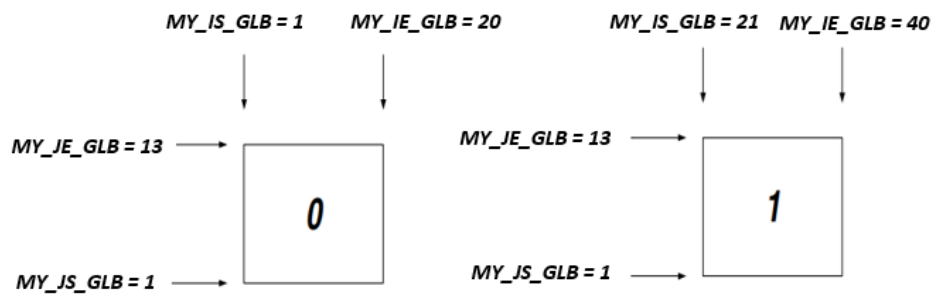 MY_IS_GLB = 1 MY_IE_GLB = 20 MY_IS_GLB = 21 MY_IE_GLB = 40
MY_JE_GLB = 13 MY_JE_GLB = 13
0 1
MY_JS_GLB = 1 MY_JS_GLB = 1